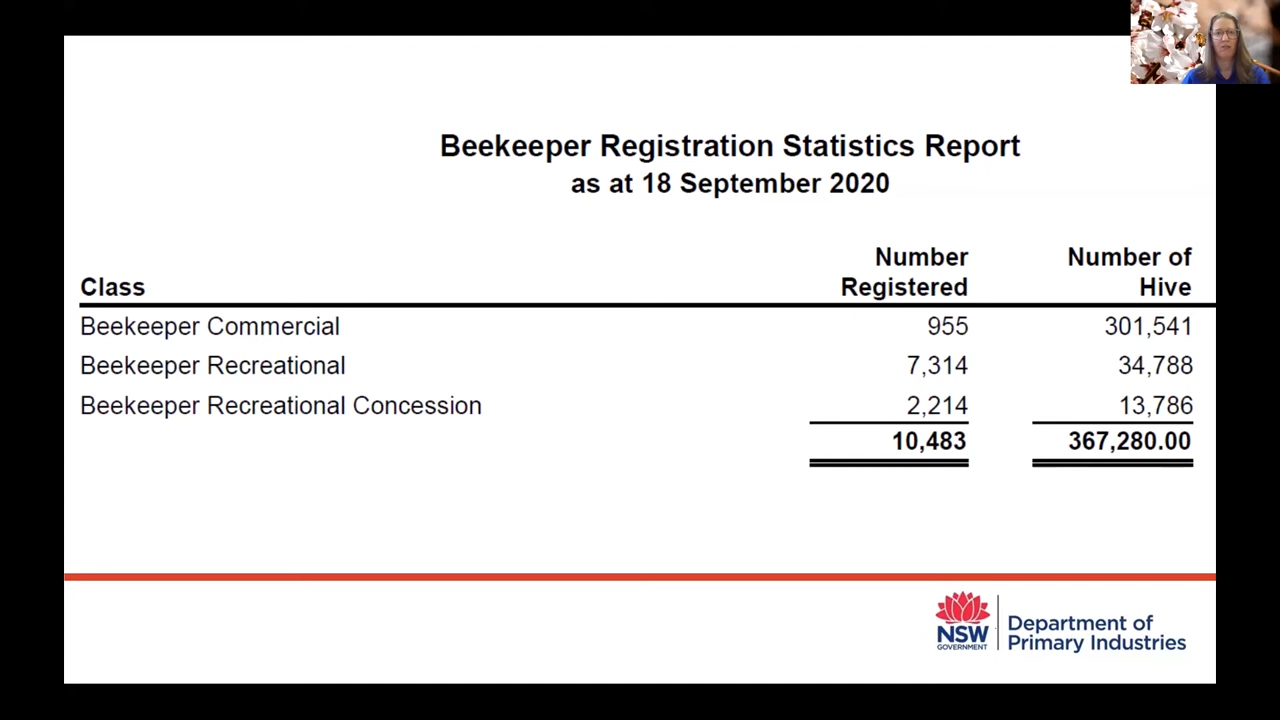 Beekeeper Registration Statistics Report
as at 18 September 2020
Class
Number Registered
Number of Hive
Beekeeper Commercial 955 301,541
Beekeeper Recreational 7,314 34,788
Beekeeper Recreational Concession 2,214 13,786
10,483 367,280.00
NSW
GOVERNMENT
Department of
Primary Industries